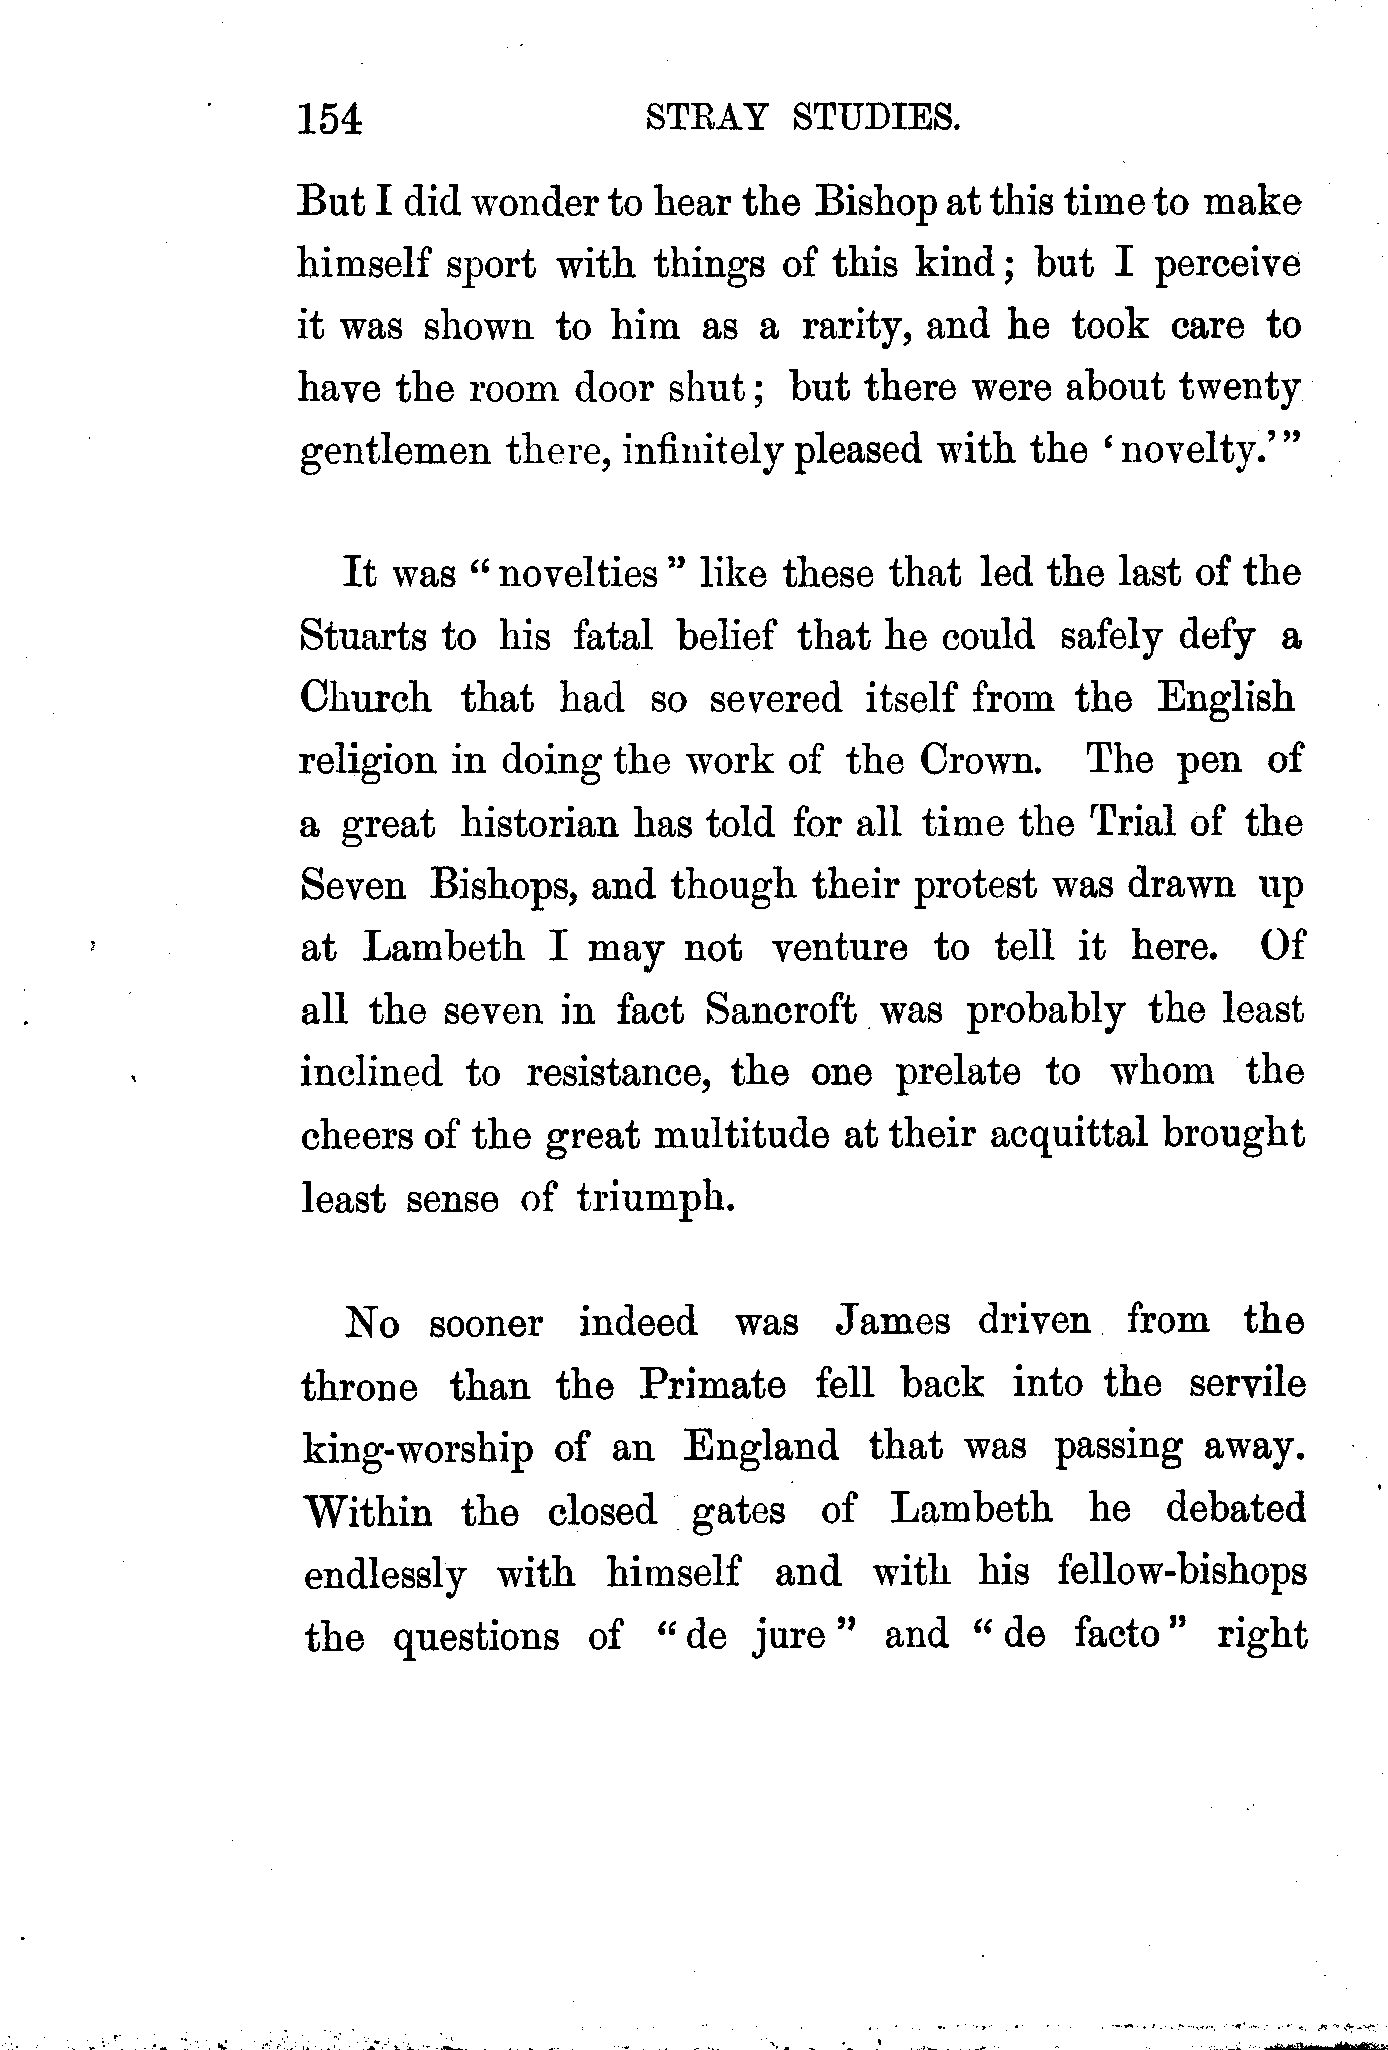 154 STRAY STUDIES.
But I did wonder to hear the Bishop at this time to make
himself sport with things of this kind; but I perceive
it was shown to him as a rarity, and he took care to
have the room door shut; but there were about twenty
gentlemen there, infinitely pleased with the ‘novelty.’”
It was “novelties” like these that led the last of the
Stuarts to his fatal belief that he could safely defy a
Church that had so severed itself from the English
religion in doing the work of the Crown. The pen of
a great historian has told for all time the Trial of the
Seven Bishops, and though their protest was drawn up
at Lambeth I may not venture to tell it here. Of
all the seven in fact Sancroft was probably the least
inclined to resistance, the one prelate to whom the
cheers of the great multitude at their acquittal brought
least sense of triumph.
No sooner indeed was James driven from the
throne than the Primate fell back into the servile
king-worship of an England that was passing away.
Within the closed gates of Lambeth he debated
endlessly with himself and with his fellow-bishops
the questions of “de jure” and “de facto” right